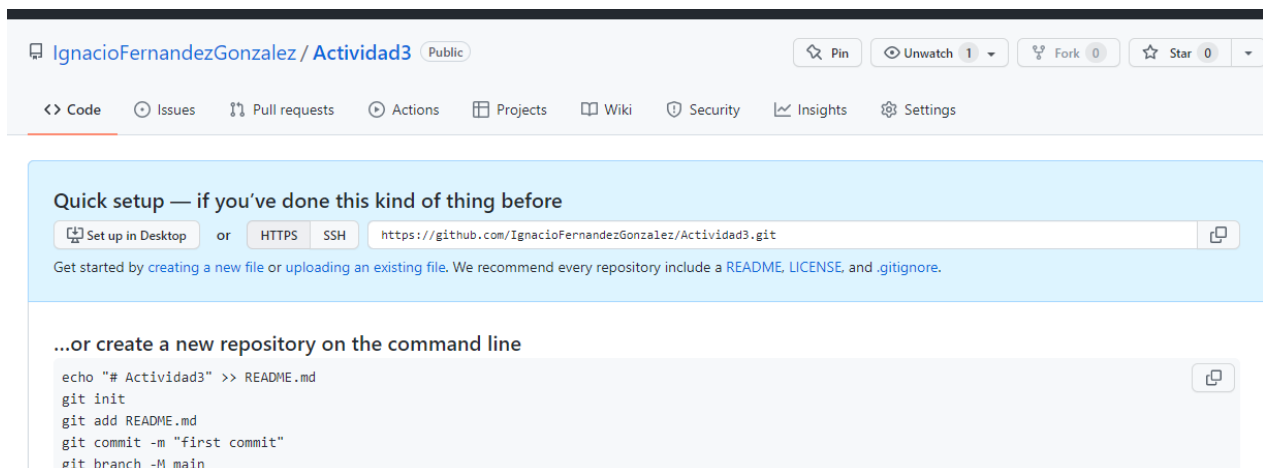 IgnacioFernandezGonzalez / Actividad3 Public Pin Unwatch 1 Fork 0 Star 0
<> Code Issues Pull requests Actions Projects Wiki Security Insights Settings
Quick setup — if you've done this kind of thing before
Set up in Desktop or HTTPS SSH https://github.com/IgnacioFernandezGonzalez/Actividad3.git
Get started by creating a new file or uploading an existing file. We recommend every repository include a README, LICENSE, and .gitignore.
...or create a new repository on the command line
echo "# Actividad3" >> README.md
git init
git add README.md
git commit -m "first commit"
git branch -M main